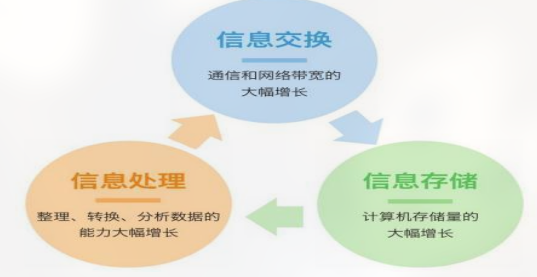 信息交换
通信和网络带宽的
大幅增长
信息处理
整理、转换、分析数据的
能力大幅增长
信息存储
计算机存储量的
大幅增长